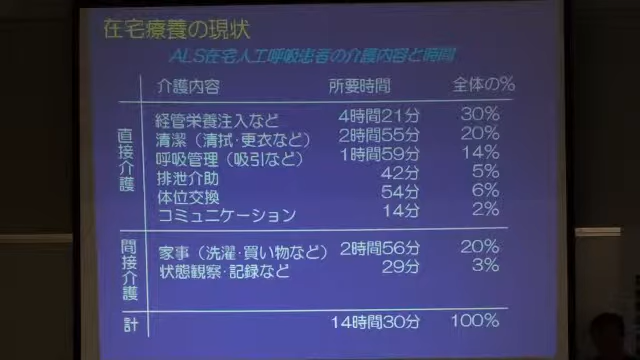 在宅療養の現状
ALS在宅人工呼吸患者の介護内容と時間
介護内容 所要時間 全体の%
直接介護
経管栄養注入など 4時間21分 30%
清潔（清拭・更衣など） 2時間55分 20%
呼吸管理（吸引など） 1時間59分 14%
排泄介助 42分 5%
体位交換 54分 6%
コミュニケーション 14分 2%
間接介護
家事（洗濯・買い物など） 2時間56分 20%
状態観察・記録など 29分 3%
計 14時間30分 100%